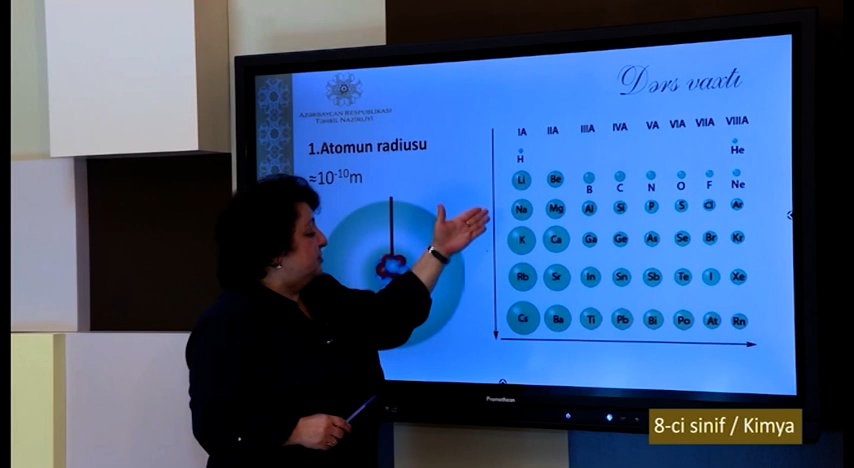 Dərs vaxtı
AZƏRBAYCAN RESPUBLİKASI
TƏHSİL NAZİRLİYİ
1.Atomun radiusu
≈10⁻¹⁰m
IA IIA IIIA IVA VA VIA VIIA VIIIA
H He
Li Be B C N O F Ne
Na Mg Al Si P S Cl Ar
K Ca Ga Ge As Se Br Kr
Rb Sr In Sn Sb Te I Xe
Cs Ba Ti Pb Bi Po At Rn
Promethean
8-ci sinif / Kimya